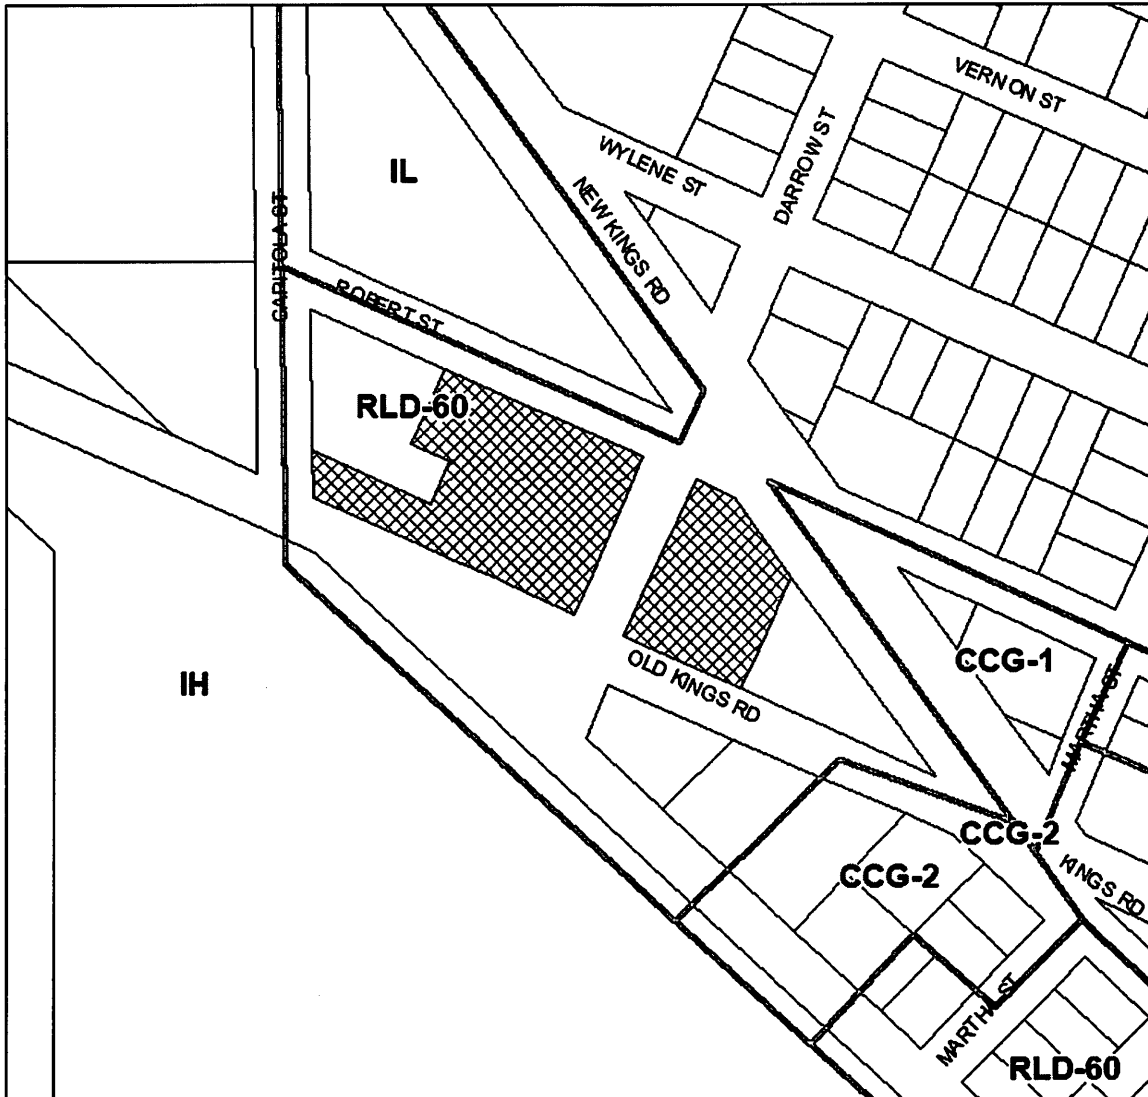 VERNON ST
WYLENE ST
IL
DARROW ST
NEW KINGS RD
CAPITOLA ST
ROBERT ST
RLD-60
OLD KINGS RD
CCG-1
IH
MARTHA ST
CCG-2
CCG-2
KINGS RD
MARTHA ST
RLD-60